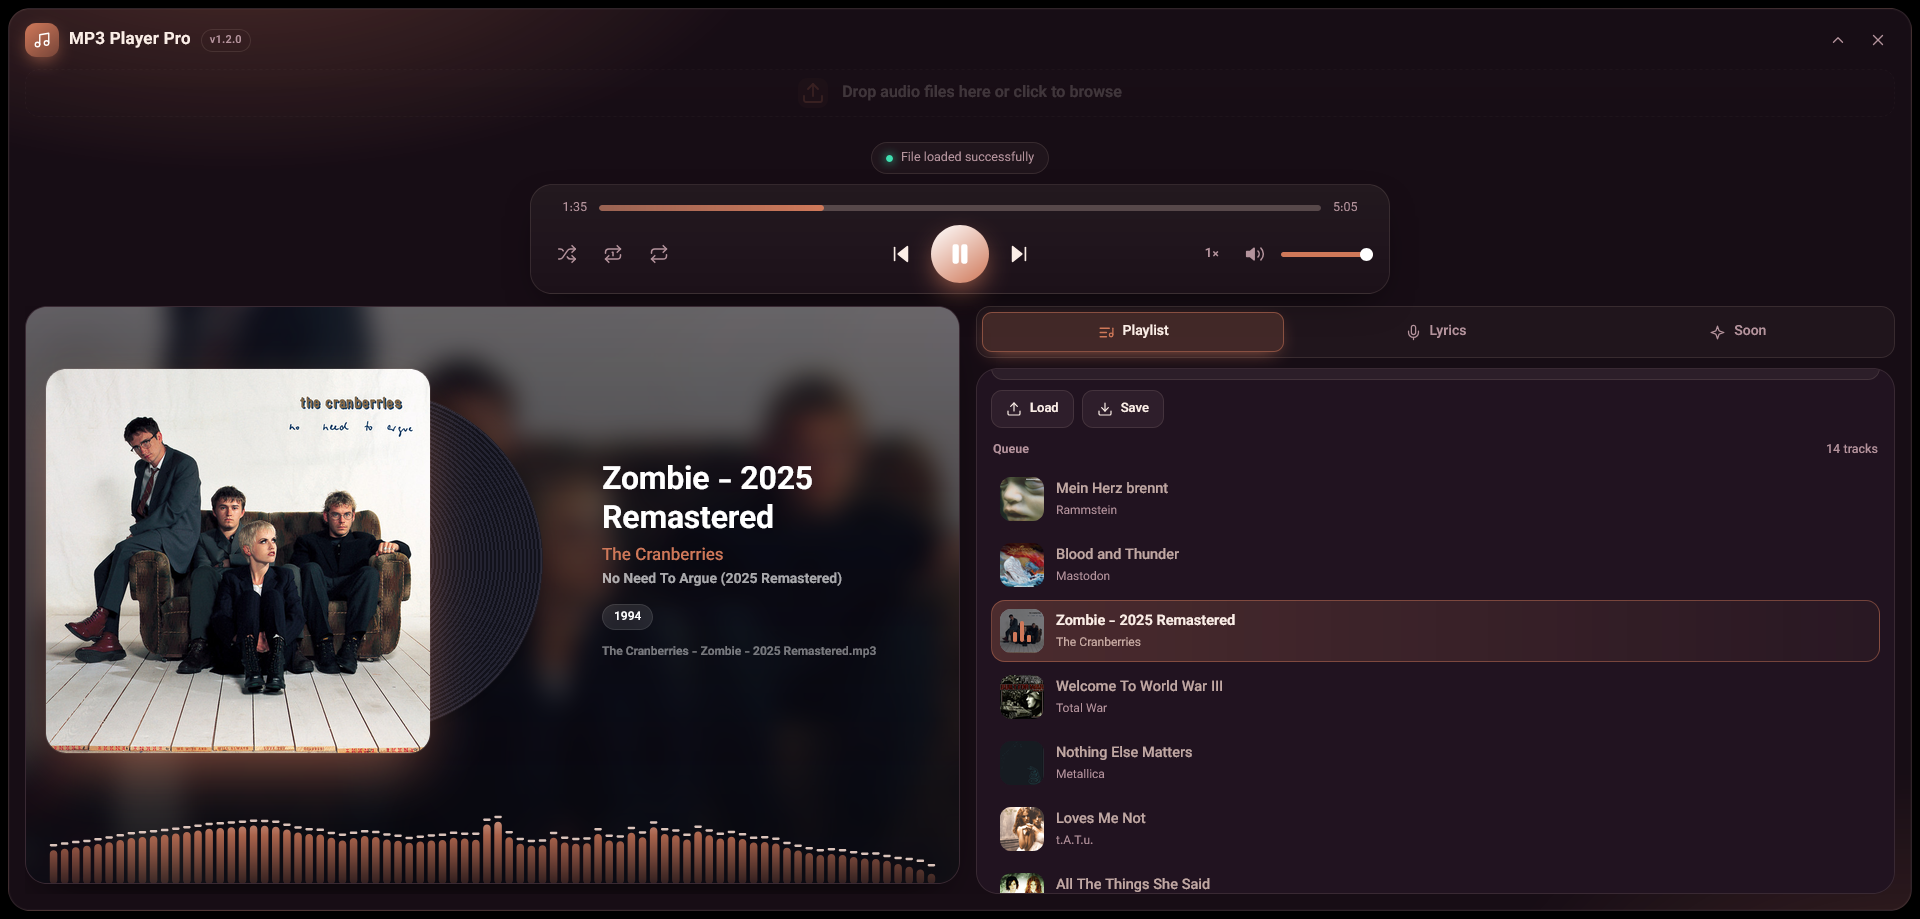 MP3 Player Pro v1.2.0
Drop audio files here or click to browse
File loaded successfully
1:35 5:05
1×
the cranberries
no need to argue
Zombie - 2025
Remastered
The Cranberries
No Need To Argue (2025 Remastered)
1994
The Cranberries - Zombie - 2025 Remastered.mp3
Playlist Lyrics Soon
Load Save
Queue 14 tracks
Mein Herz brennt
Rammstein
Blood and Thunder
Mastodon
Zombie - 2025 Remastered
The Cranberries
Welcome To World War III
Total War
Nothing Else Matters
Metallica
Loves Me Not
t.A.T.u.
All The Things She Said